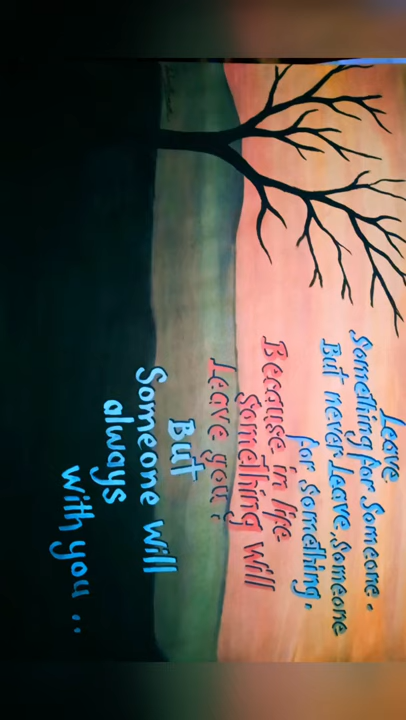 Leave
Something for Someone.
But never Leave Someone
for something.
Because in life
something will
Leave you;
But
Someone will
always
with you ...